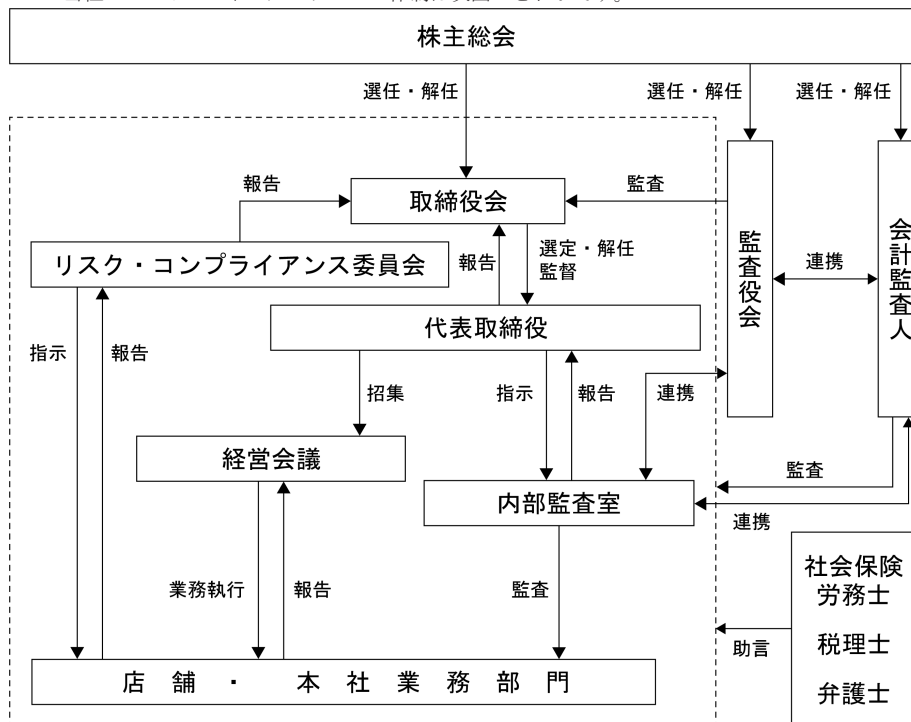 株主総会
選任・解任
選任・解任
選任・解任
報告
取締役会
監査
リスク・コンプライアンス委員会
報告
選定・解任
監督
監査役会
連携
会計監査人
代表取締役
指示
報告
招集
指示
報告
連携
経営会議
監査
内部監査室
連携
業務執行
報告
監査
社会保険
労務士
税理士
弁護士
助言
店舗・本社業務部門